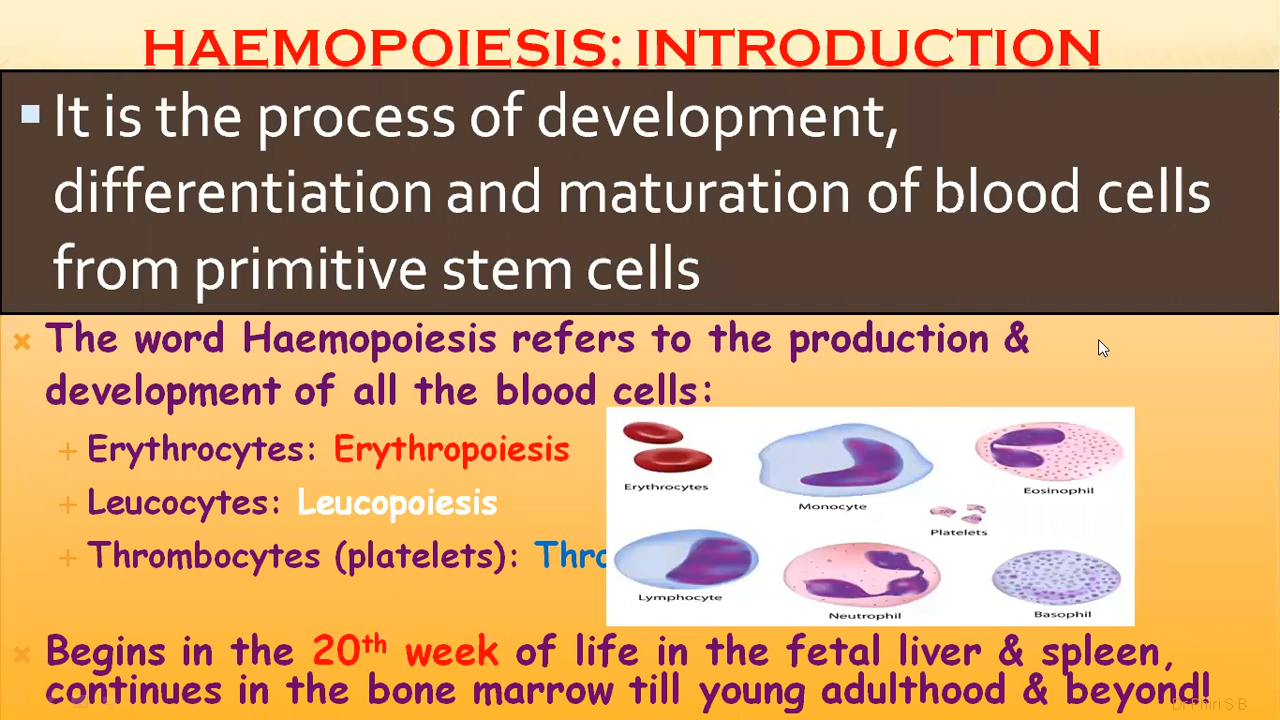 HAEMOPOIESIS: INTRODUCTION
It is the process of development,
differentiation and maturation of blood cells
from primitive stem cells
The word Haemopoiesis refers to the production &
development of all the blood cells:
Erythrocytes: Erythropoiesis
Leucocytes: Leucopoiesis
Thrombocytes (platelets): Thro
Erythrocytes
Monocyte
Eosinophil
Platelets
Lymphocyte
Neutrophil
Basophil
Begins in the 20th week of life in the fetal liver & spleen,
continues in the bone marrow till young adulthood & beyond!
Dr Phiri S B